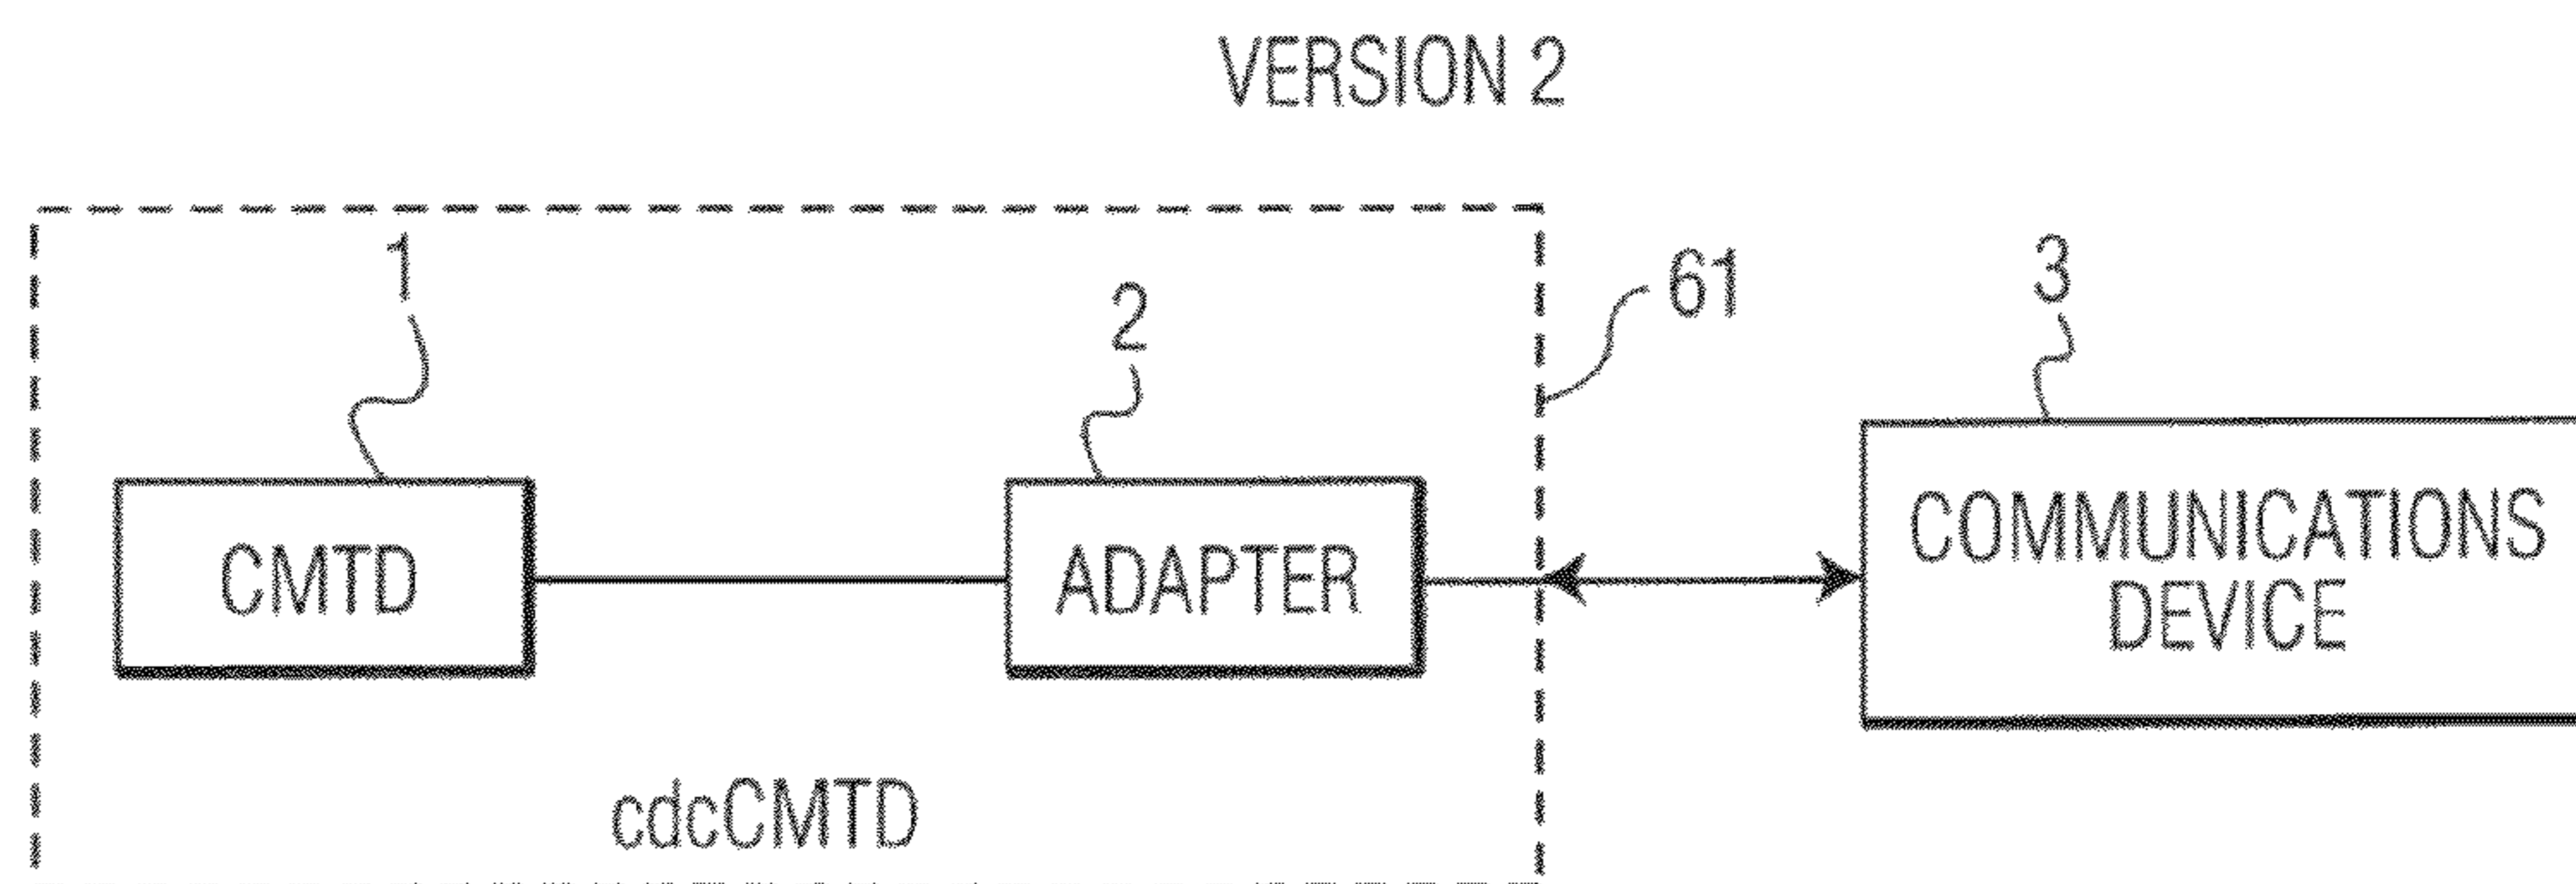 VERSION 2
1
2
61
3
CMTD
ADAPTER
COMMUNICATIONS
DEVICE
cdcCMTD